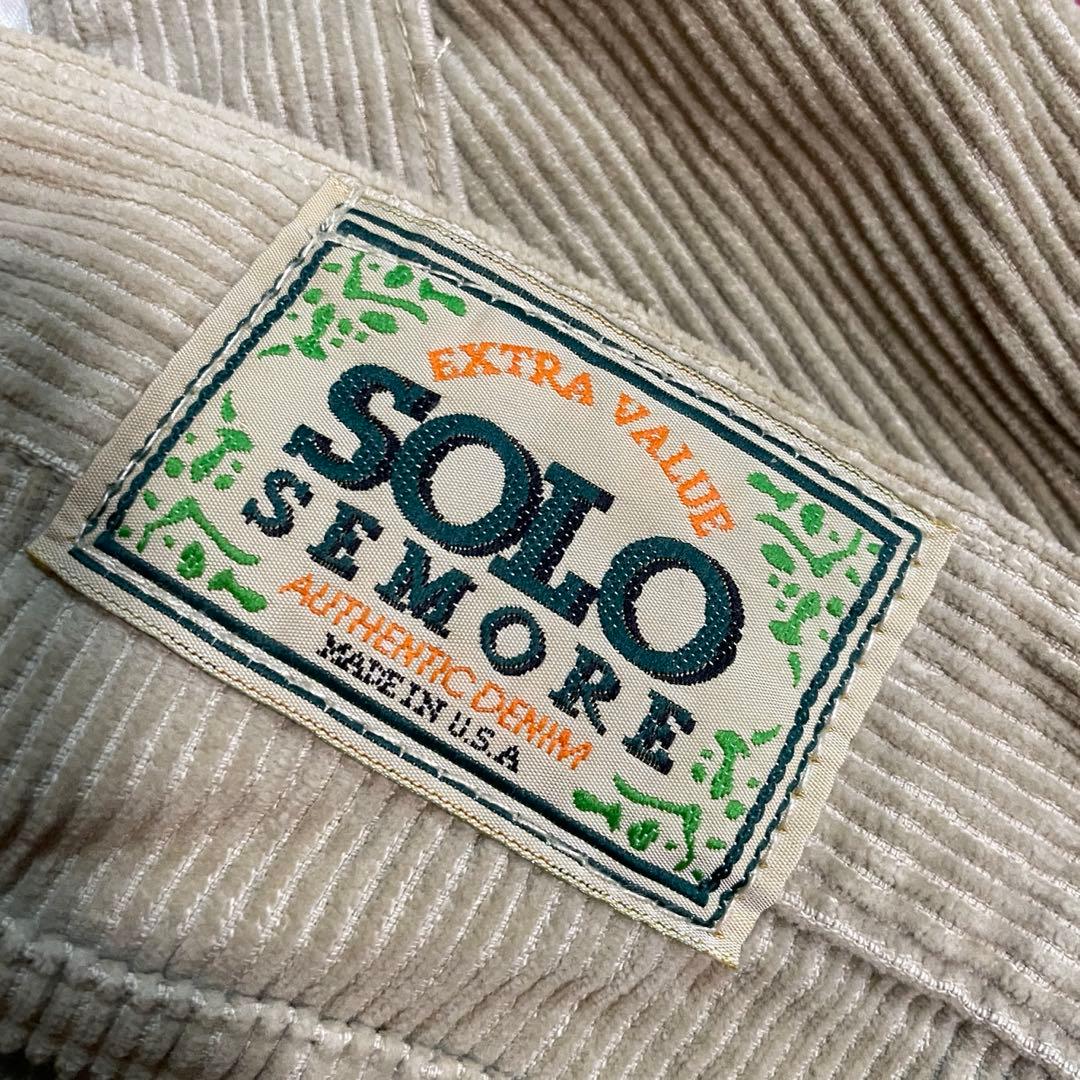 EXTRA VALUE
SOLO
SEMORE
AUTHENTIC DENIM
MADE IN U.S.A